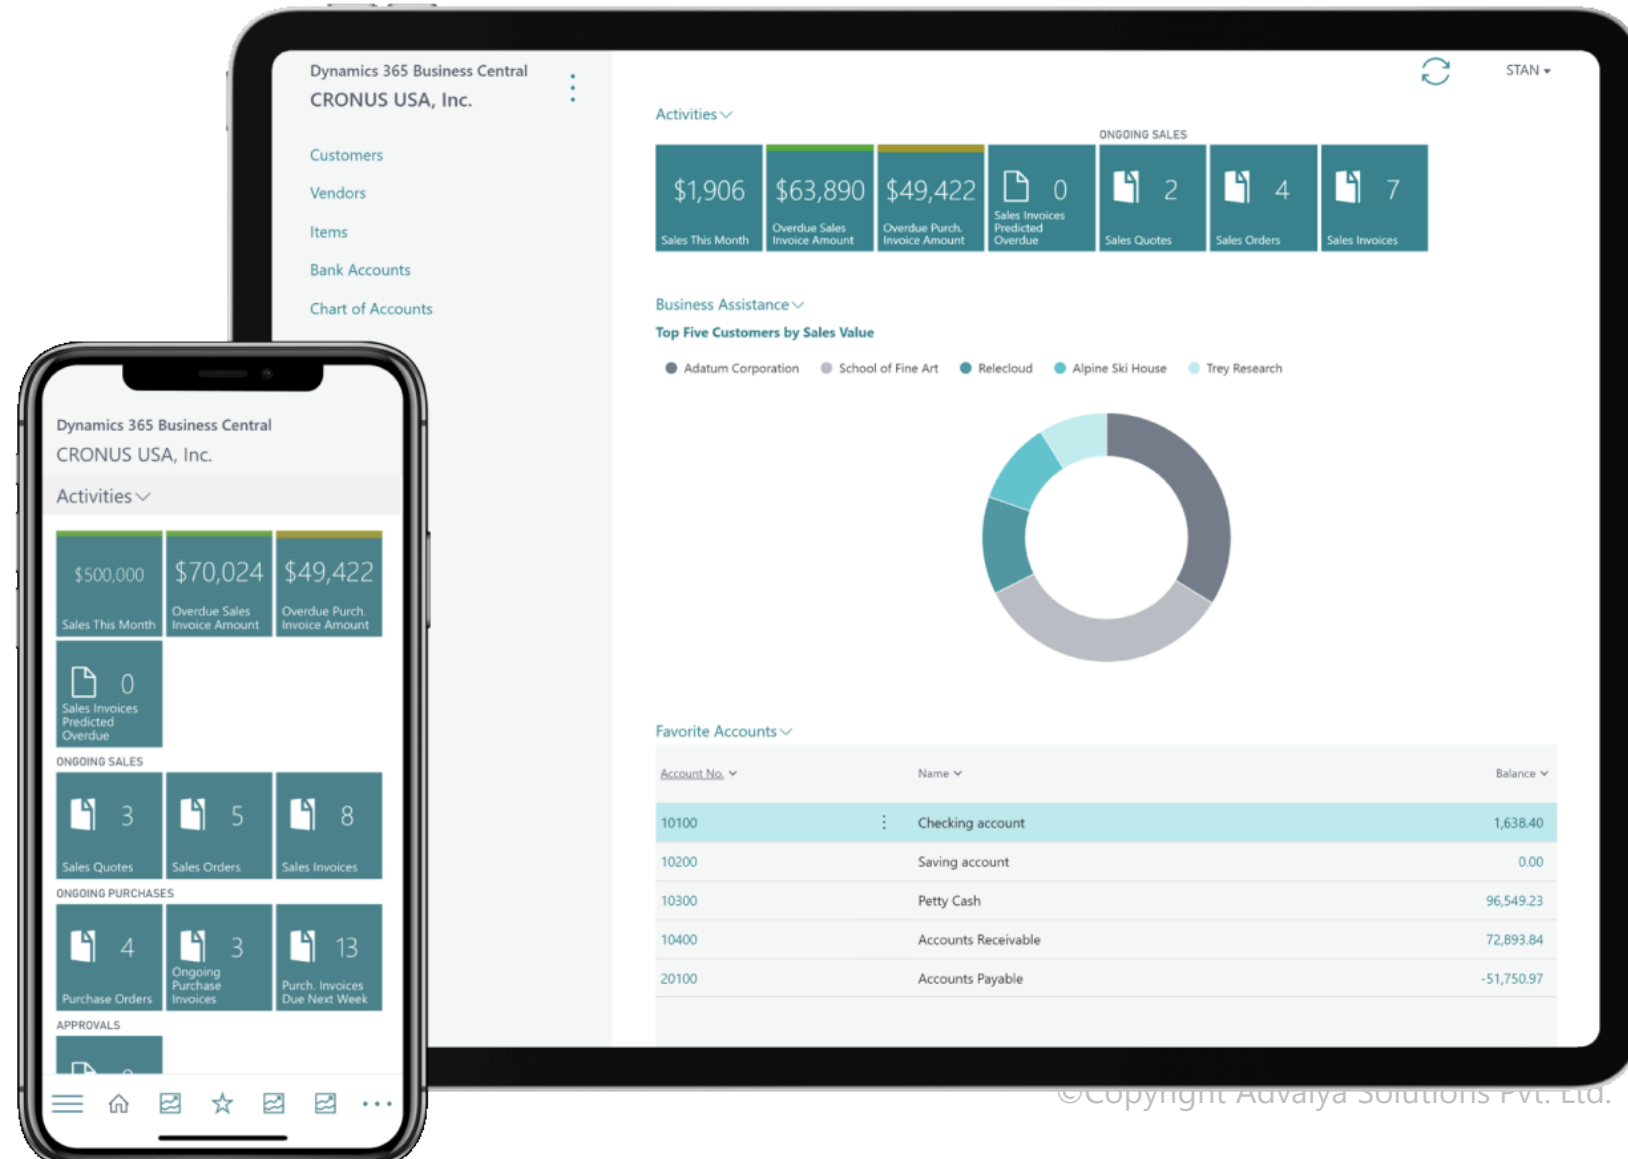 Dynamics 365 Business Central
CRONUS USA, Inc.
Customers
Vendors
Items
Bank Accounts
Chart of Accounts
STAN
Activities
ONGOING SALES
$1,906
Sales This Month
$63,890
Overdue Sales
Invoice Amount
$49,422
Overdue Purch.
Invoice Amount
0
Sales Invoices
Predicted
Overdue
2
Sales Quotes
4
Sales Orders
7
Sales Invoices
Business Assistance
Top Five Customers by Sales Value
Adatum Corporation School of Fine Art Relecloud Alpine Ski House Trey Research
Favorite Accounts
Account No. Name Balance
10100 Checking account 1,638.40
10200 Saving account 0.00
10300 Petty Cash 96,549.23
10400 Accounts Receivable 72,893.84
20100 Accounts Payable -51,750.97
Dynamics 365 Business Central
CRONUS USA, Inc.
Activities
$500,000
Sales This Month
$70,024
Overdue Sales
Invoice Amount
$49,422
Overdue Purch.
Invoice Amount
0
Sales Invoices
Predicted
Overdue
ONGOING SALES
3
Sales Quotes
5
Sales Orders
8
Sales Invoices
ONGOING PURCHASES
4
Purchase Orders
3
Ongoing
Purchase
Invoices
13
Purch. Invoices
Due Next Week
APPROVALS
©Copyright Advaiya Solutions Pvt. Ltd.